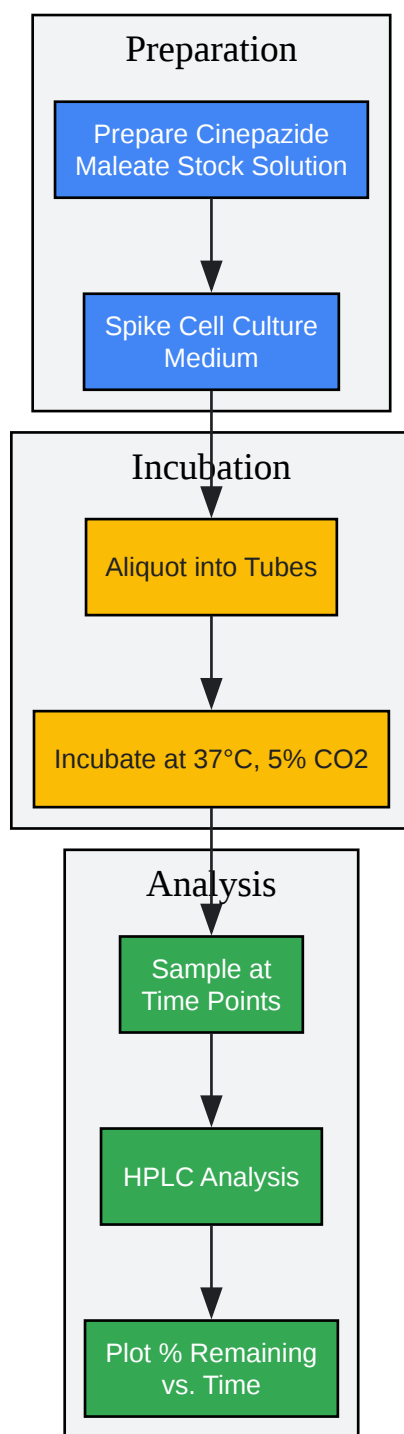 Preparation
Prepare Cinepazide
Maleate Stock Solution
Spike Cell Culture
Medium
Incubation
Aliquot into Tubes
Incubate at 37°C, 5% CO2
Analysis
Sample at
Time Points
HPLC Analysis
Plot % Remaining
vs. Time